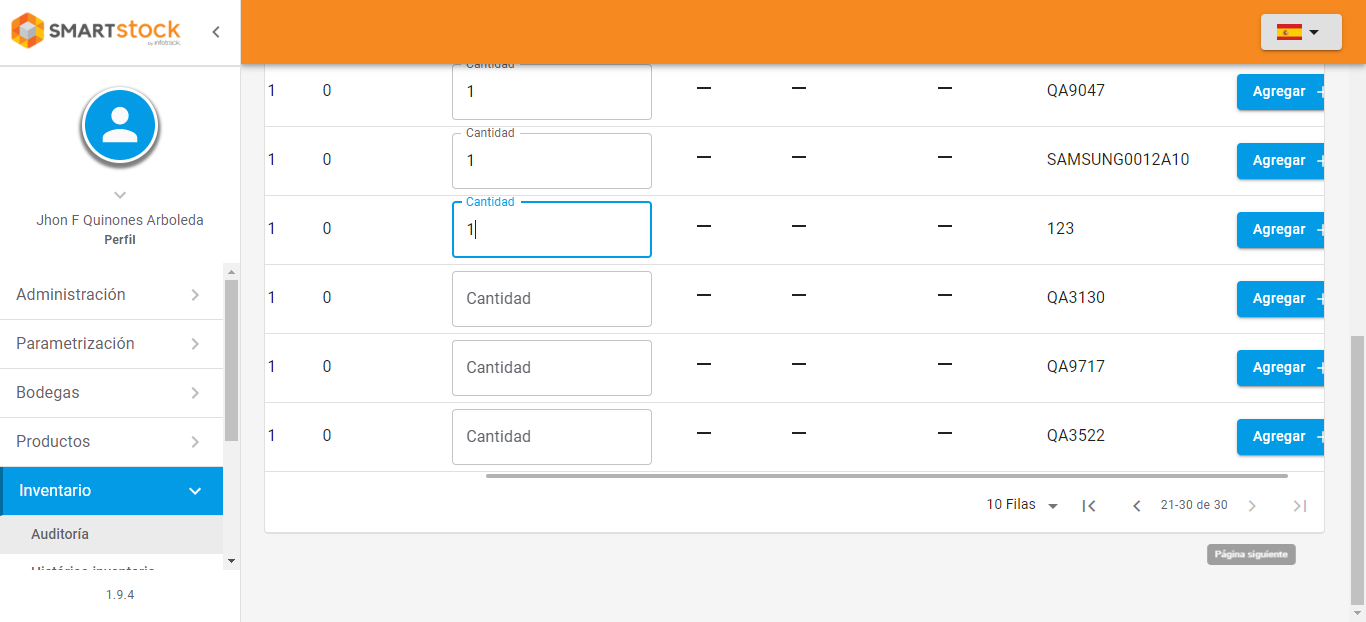 SMARTstock
by infotrack.
Jhon F Quinones Arboleda
Perfil
Administración
Parametrización
Bodegas
Productos
Inventario
Auditoría
Histórico inventario
1.9.4
Cantidad
1 0 1 — — — QA9047 Agregar +
Cantidad
1 0 1 — — — SAMSUNG0012A10 Agregar +
Cantidad
1 0 1 — — — 123 Agregar +
1 0 Cantidad — — — QA3130 Agregar +
1 0 Cantidad — — — QA9717 Agregar +
1 0 Cantidad — — — QA3522 Agregar +
10 Filas 21-30 de 30
Página siguiente